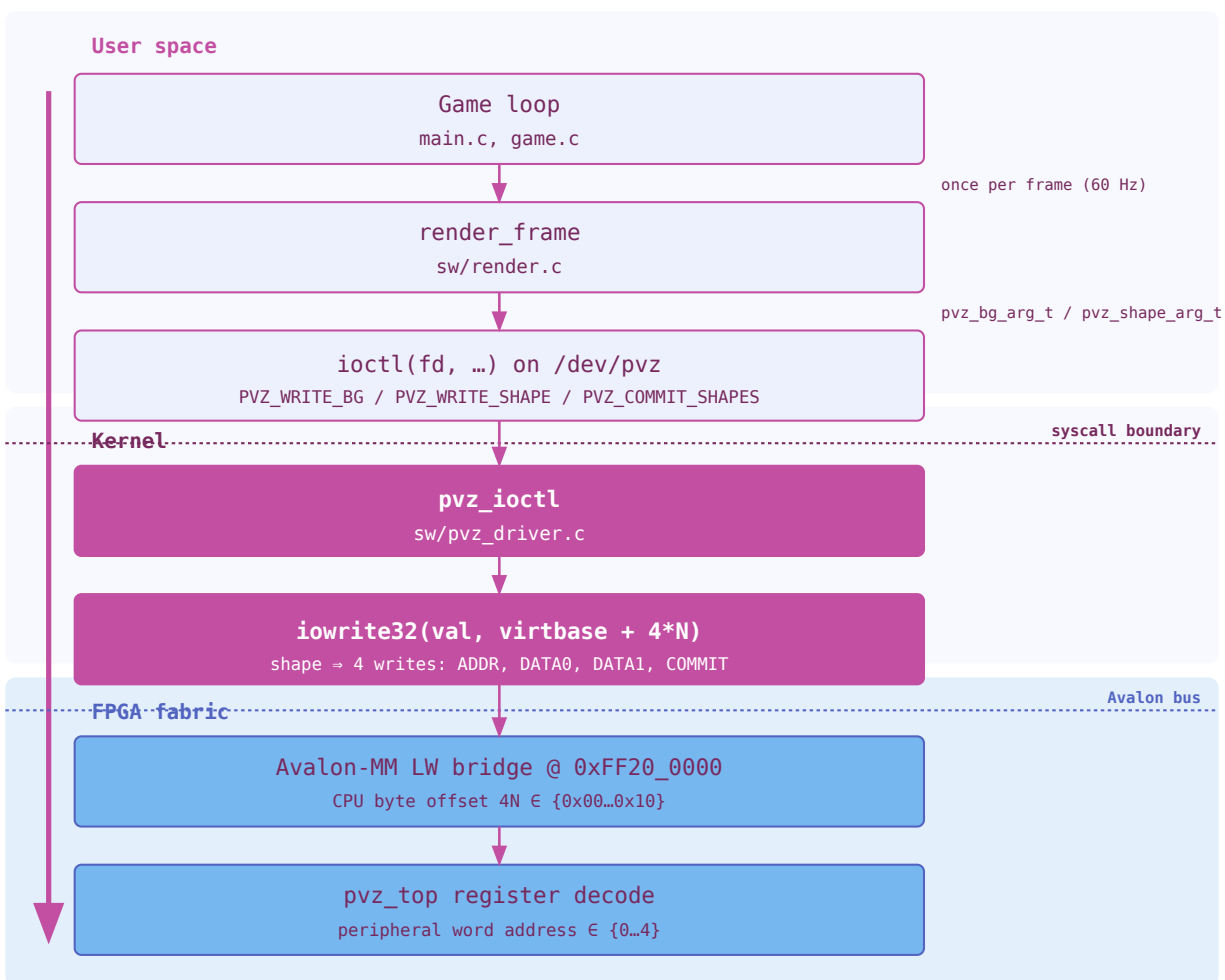 User space
Game loop
main.c, game.c
once per frame (60 Hz)
render_frame
sw/render.c
pvz_bg_arg_t / pvz_shape_arg_t
ioctl(fd, …) on /dev/pvz
PVZ_WRITE_BG / PVZ_WRITE_SHAPE / PVZ_COMMIT_SHAPES
syscall boundary
Kernel
pvz_ioctl
sw/pvz_driver.c
iowrite32(val, virtbase + 4*N)
shape ⇒ 4 writes: ADDR, DATA0, DATA1, COMMIT
Avalon bus
FPGA fabric
Avalon-MM LW bridge @ 0xFF20_0000
CPU byte offset 4N ∈ {0x00…0x10}
pvz_top register decode
peripheral word address ∈ {0…4}